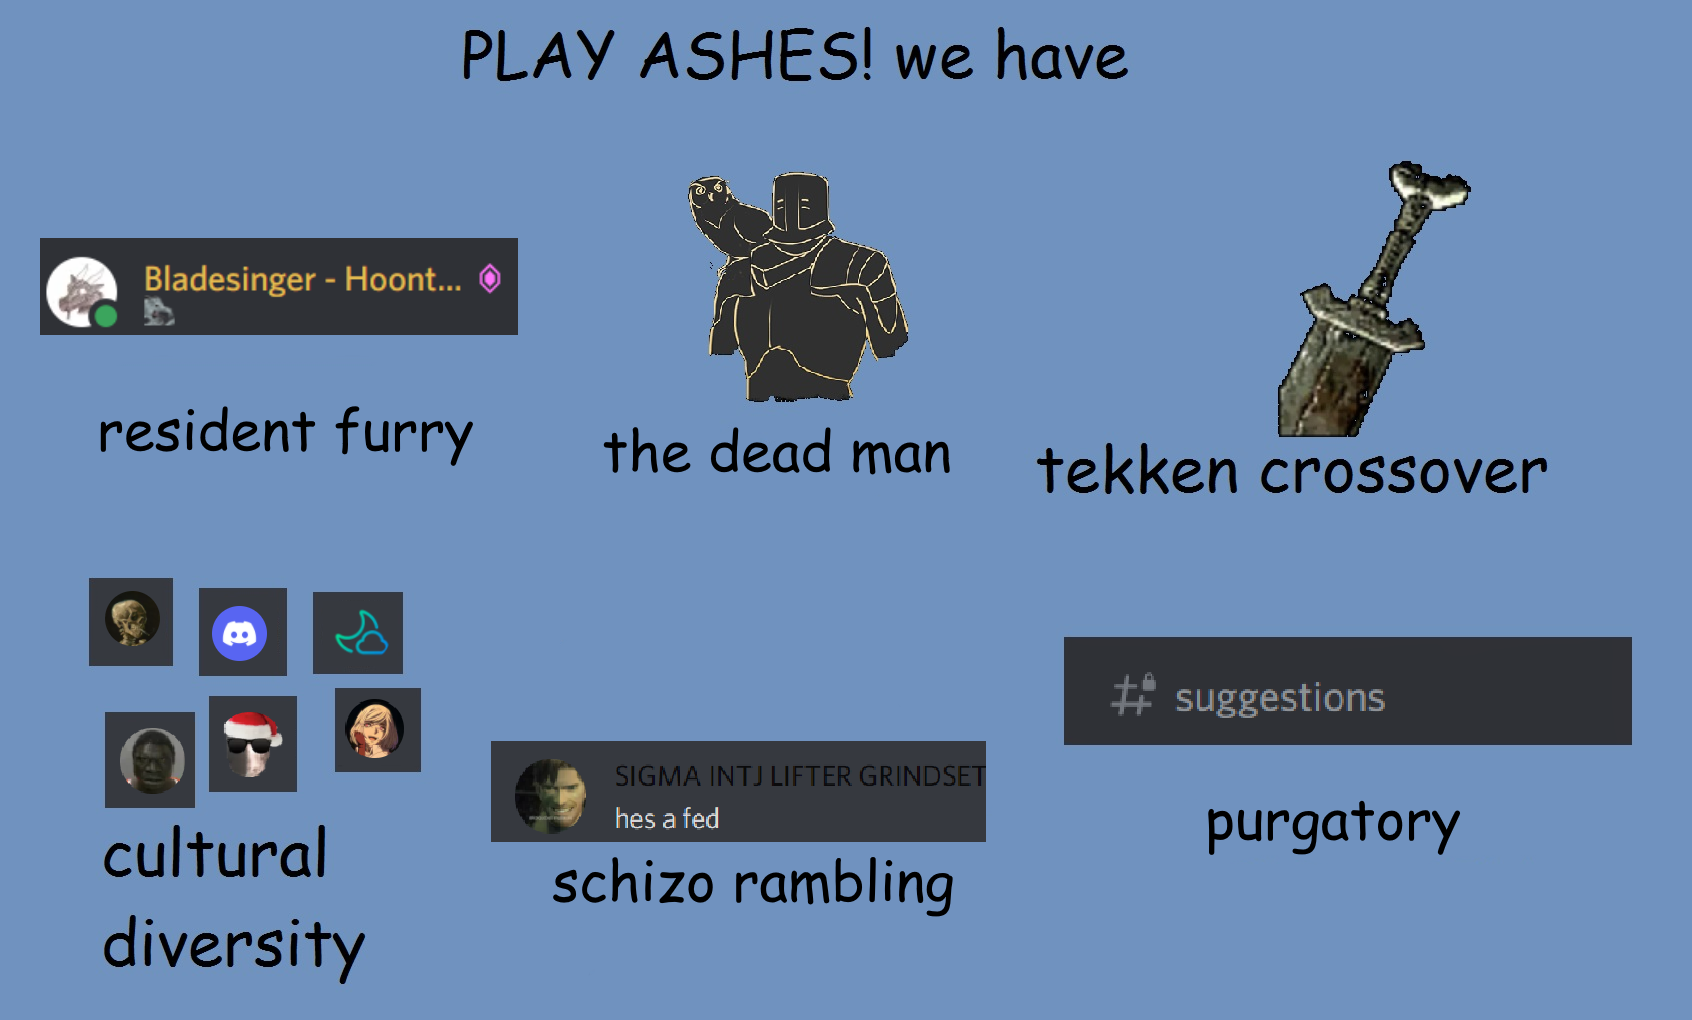 PLAY ASHES! we have
Bladesinger - Hoont...
resident furry
the dead man
tekken crossover
cultural
diversity
SIGMA INTJ LIFTER GRINDSET
hes a fed
schizo rambling
suggestions
purgatory